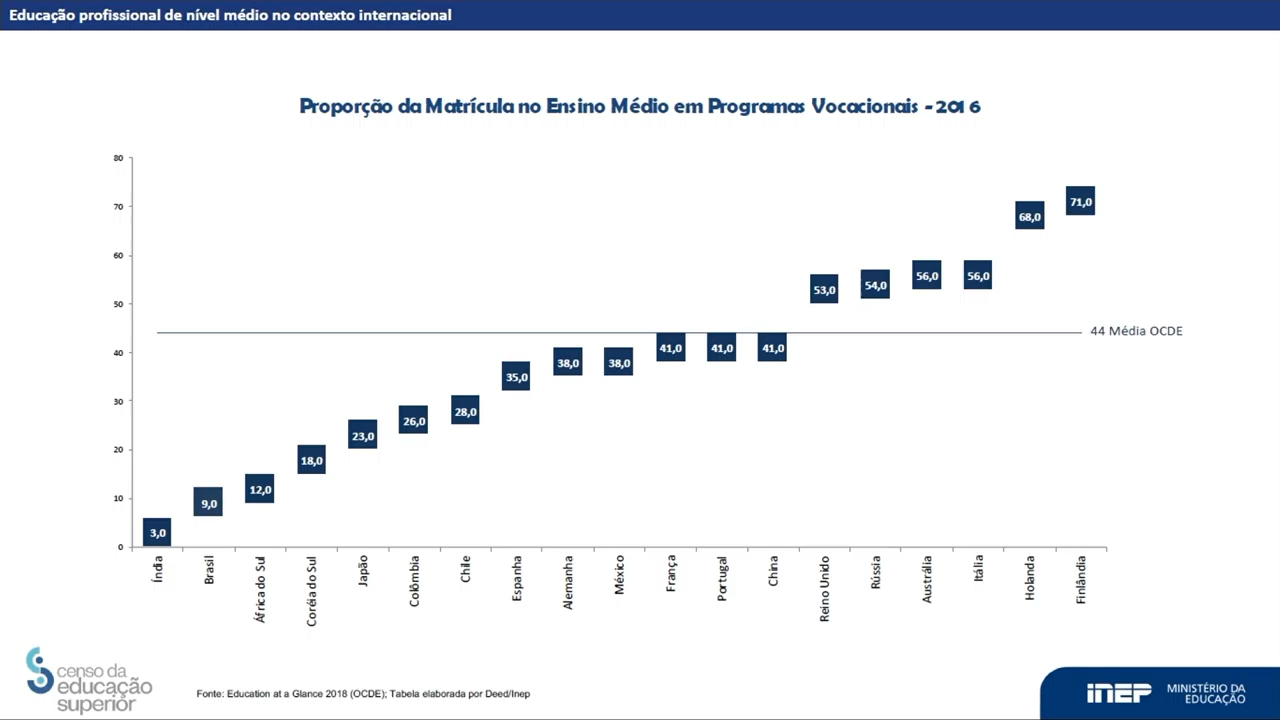 Educação profissional de nível médio no contexto internacional
Proporção da Matrícula no Ensino Médio em Programas Vocacionais - 2016
80
70
60
50
40
30
20
10
0
3,0
9,0
12,0
18,0
23,0
26,0
28,0
35,0
38,0
38,0
41,0
41,0
41,0
53,0
54,0
56,0
56,0
68,0
71,0
44 Média OCDE
Índia
Brasil
África do Sul
Coréia do Sul
Japão
Colômbia
Chile
Espanha
Alemanha
México
França
Portugal
China
Reino Unido
Rússia
Austrália
Itália
Holanda
Finlândia
censo da
educação
superior
Fonte: Education at a Glance 2018 (OCDE); Tabela elaborada por Deed/Inep
INEP
MINISTÉRIO DA
EDUCAÇÃO